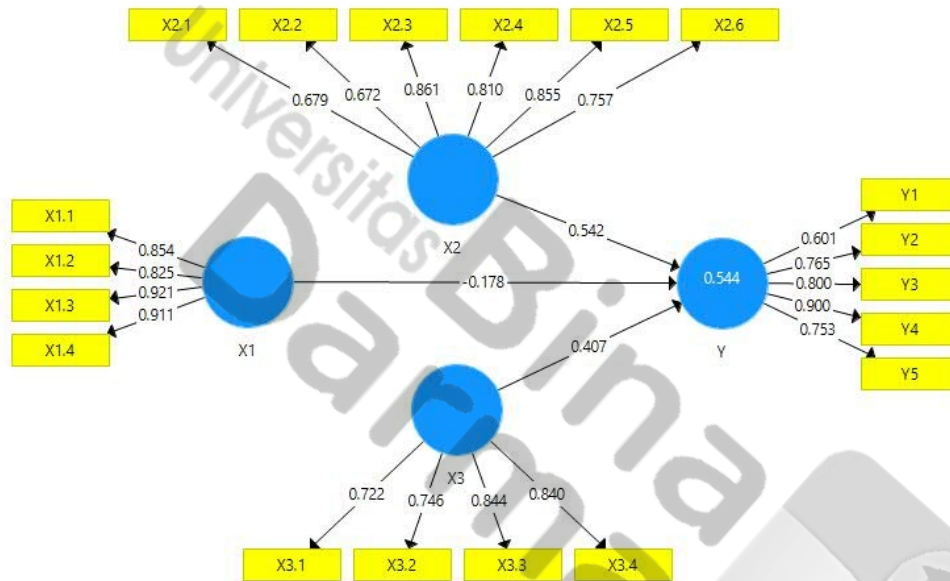 X2.1 X2.2 X2.3 X2.4 X2.5 X2.6
0.679 0.672 0.861 0.810 0.855 0.757
X2
0.542
X1.1
X1.2
X1.3
X1.4
0.854
0.825
0.921
0.911
X1
-0.178
0.544
Y
0.601
0.765
0.800
0.900
0.753
Y1
Y2
Y3
Y4
Y5
0.407
X3
0.722 0.746 0.844 0.840
X3.1 X3.2 X3.3 X3.4
Universitas
Bina